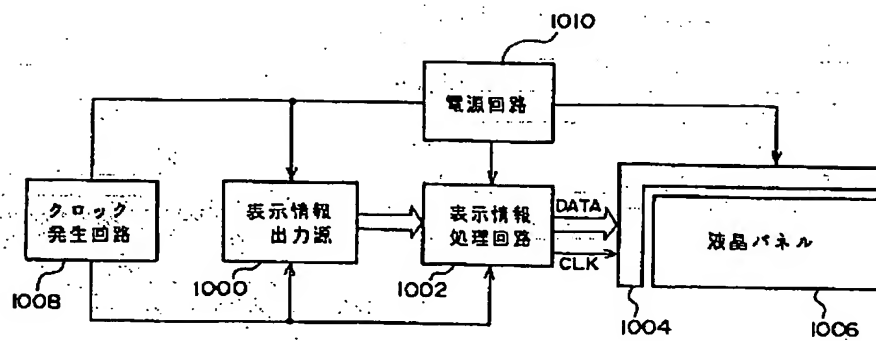 1010
電源回路
クロック
発生回路
1008
表示情報
出力源
1000
表示情報
処理回路
1002
DATA
CLK
液晶パネル
1004
1006